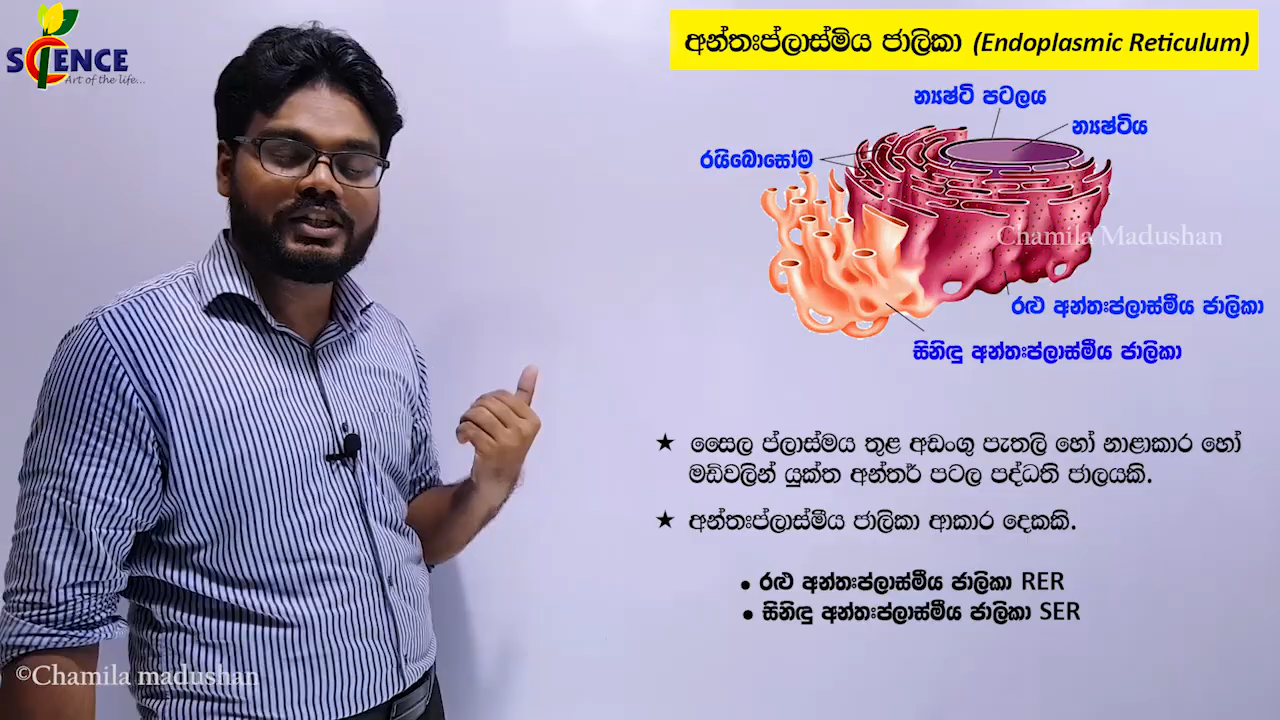 SCIENCE
Art of the life...
අන්තඃප්ලාස්මීය ජාලිකා (Endoplasmic Reticulum)
න්‍යෂ්ටි පටලය
න්‍යෂ්ටිය
රයිබොසෝම
Chamila Madushan
රළු අන්තඃප්ලාස්මීය ජාලිකා
සිනිඳු අන්තඃප්ලාස්මීය ජාලිකා
★ සෛල ප්ලාස්මය තුළ අඩංගු පැතලි හෝ නාළාකාර හෝ
මඩිවලින් යුක්ත අන්තර් පටල පද්ධති ජාලයකි.
★ අන්තඃප්ලාස්මීය ජාලිකා ආකාර දෙකකි.
• රළු අන්තඃප්ලාස්මීය ජාලිකා RER
• සිනිඳු අන්තඃප්ලාස්මීය ජාලිකා SER
©Chamila madushan